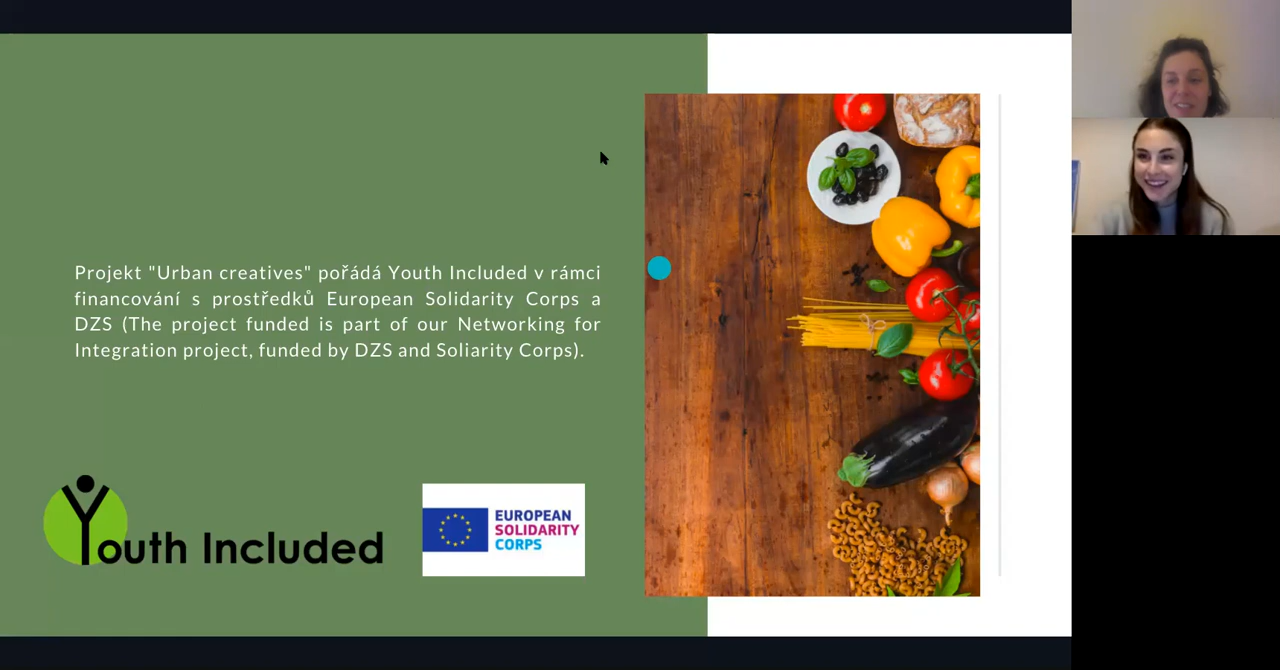 Projekt "Urban creatives" pořádá Youth Included v rámci
financování s prostředků European Solidarity Corps a
DZS (The project funded is part of our Networking for
Integration project, funded by DZS and Soliarity Corps).
Youth Included
EUROPEAN
SOLIDARITY
CORPS